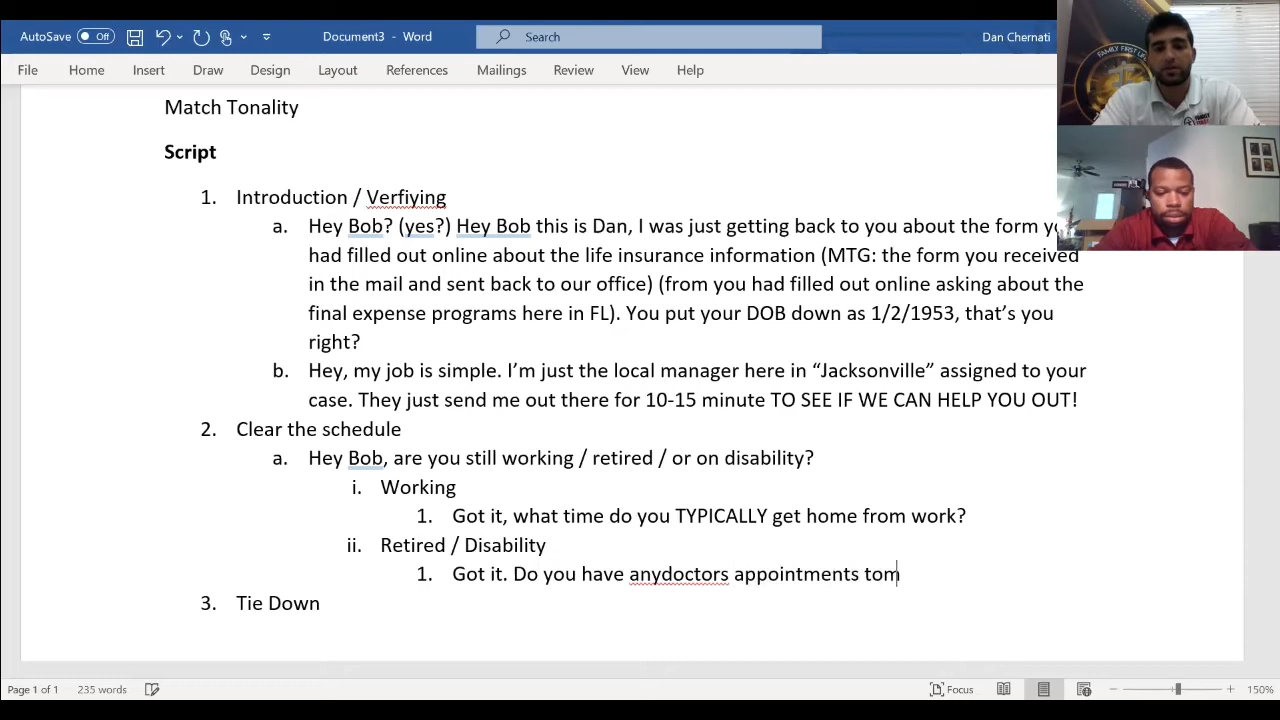 AutoSave Off Document3 - Word Search Dan Chernati
File Home Insert Draw Design Layout References Mailings Review View Help
FAMILY FIRST LIFE
Match Tonality
Script
1. Introduction / Verfiying
a. Hey Bob? (yes?) Hey Bob this is Dan, I was just getting back to you about the form
had filled out online about the life insurance information (MTG: the form you received
in the mail and sent back to our office) (from you had filled out online asking about the
final expense programs here in FL). You put your DOB down as 1/2/1953, that’s you
right?
b. Hey, my job is simple. I’m just the local manager here in “Jacksonville” assigned to your
case. They just send me out there for 10-15 minute TO SEE IF WE CAN HELP YOU OUT!
2. Clear the schedule
a. Hey Bob, are you still working / retired / or on disability?
i. Working
1. Got it, what time do you TYPICALLY get home from work?
ii. Retired / Disability
1. Got it. Do you have anydoctors appointments tom
3. Tie Down
Page 1 of 1 235 words Focus 150%